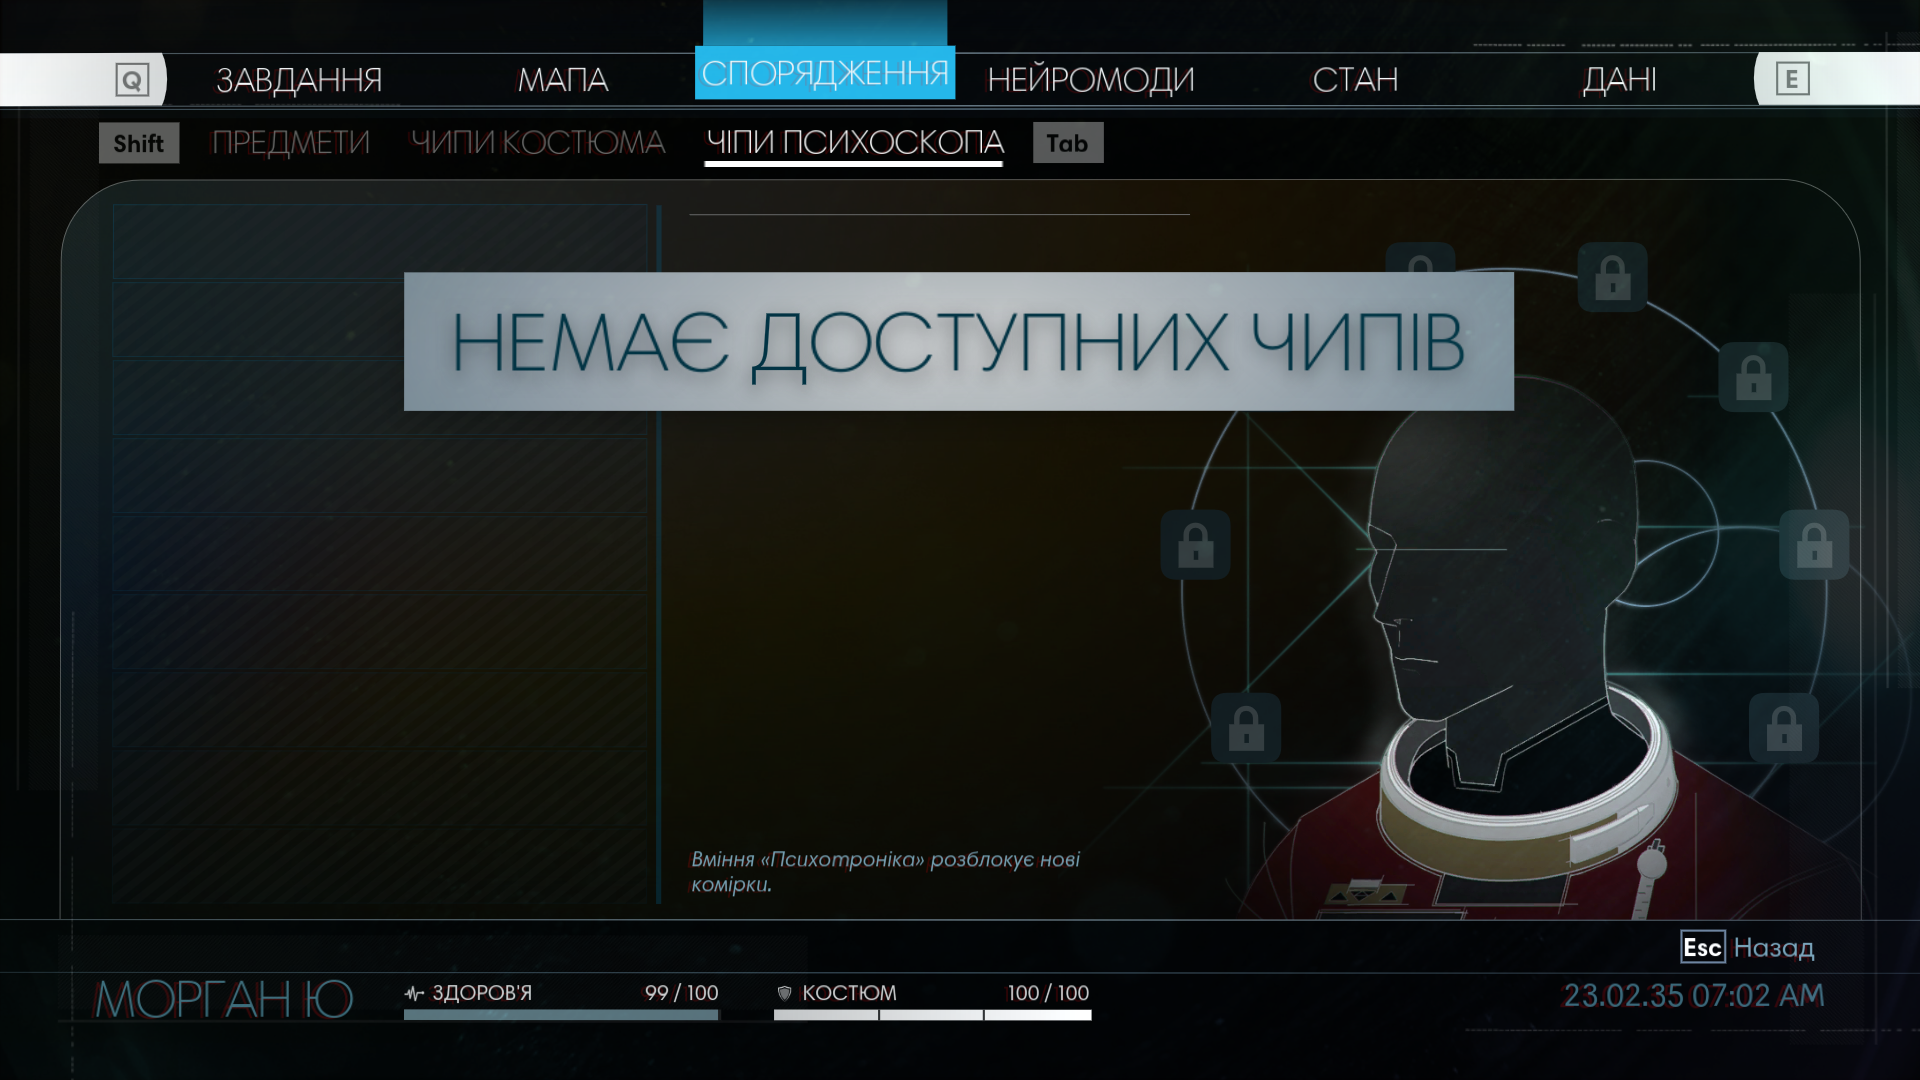 Q ЗАВДАННЯ МАПА СПОРЯДЖЕННЯ НЕЙРОМОДИ СТАН ДАНІ E
Shift ПРЕДМЕТИ ЧИПИ КОСТЮМА ЧІПИ ПСИХОСКОПА Tab
НЕМАЄ ДОСТУПНИХ ЧИПІВ
Вміння «Психотроніка» розблокує нові
комірки.
Esc Назад
МОРГАН Ю ЗДОРОВ'Я 99 / 100 КОСТЮМ 100 / 100 23.02.35 07:02 AM